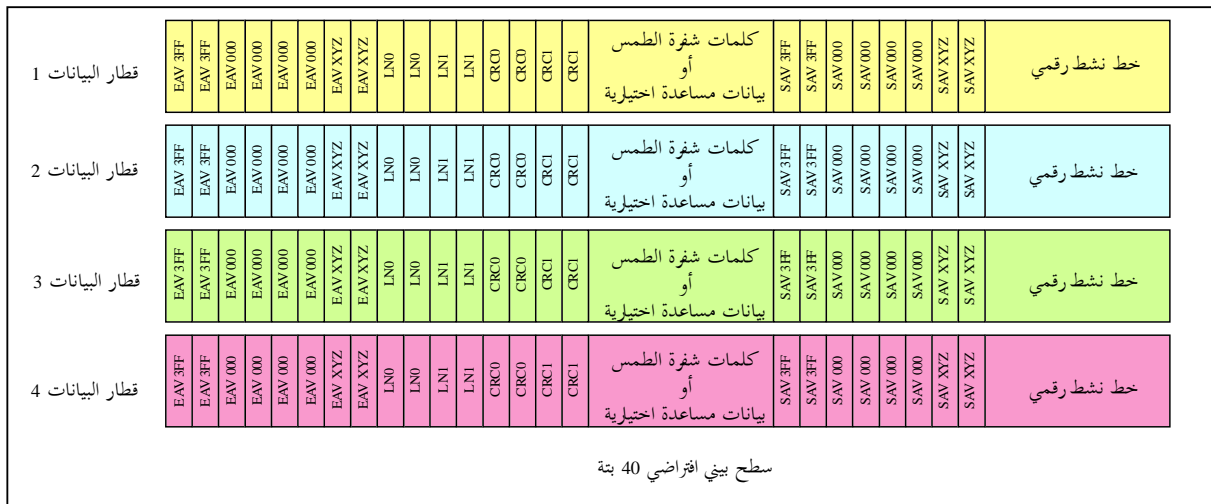 قطار البيانات 1
EAV 3FF
EAV 3FF
EAV 000
EAV 000
EAV 000
EAV 000
EAV XYZ
EAV XYZ
LN0
LN0
LN1
LN1
CRC0
CRC0
CRC1
CRC1
كلمات شفرة الطمس
أو
بيانات مساعدة اختيارية
SAV 3FF
SAV 3FF
SAV 000
SAV 000
SAV 000
SAV 000
SAV XYZ
SAV XYZ
خط نشط رقمي
قطار البيانات 2
EAV 3FF
EAV 3FF
EAV 000
EAV 000
EAV 000
EAV 000
EAV XYZ
EAV XYZ
LN0
LN0
LN1
LN1
CRC0
CRC0
CRC1
CRC1
كلمات شفرة الطمس
أو
بيانات مساعدة اختيارية
SAV 3FF
SAV 3FF
SAV 000
SAV 000
SAV 000
SAV 000
SAV XYZ
SAV XYZ
خط نشط رقمي
قطار البيانات 3
EAV 3FF
EAV 3FF
EAV 000
EAV 000
EAV 000
EAV 000
EAV XYZ
EAV XYZ
LN0
LN0
LN1
LN1
CRC0
CRC0
CRC1
CRC1
كلمات شفرة الطمس
أو
بيانات مساعدة اختيارية
SAV 3FF
SAV 3FF
SAV 000
SAV 000
SAV 000
SAV 000
SAV XYZ
SAV XYZ
خط نشط رقمي
قطار البيانات 4
EAV 3FF
EAV 3FF
EAV 000
EAV 000
EAV 000
EAV 000
EAV XYZ
EAV XYZ
LN0
LN0
LN1
LN1
CRC0
CRC0
CRC1
CRC1
كلمات شفرة الطمس
أو
بيانات مساعدة اختيارية
SAV 3FF
SAV 3FF
SAV 000
SAV 000
SAV 000
SAV 000
SAV XYZ
SAV XYZ
خط نشط رقمي
سطح بيني افتراضي 40 بتة